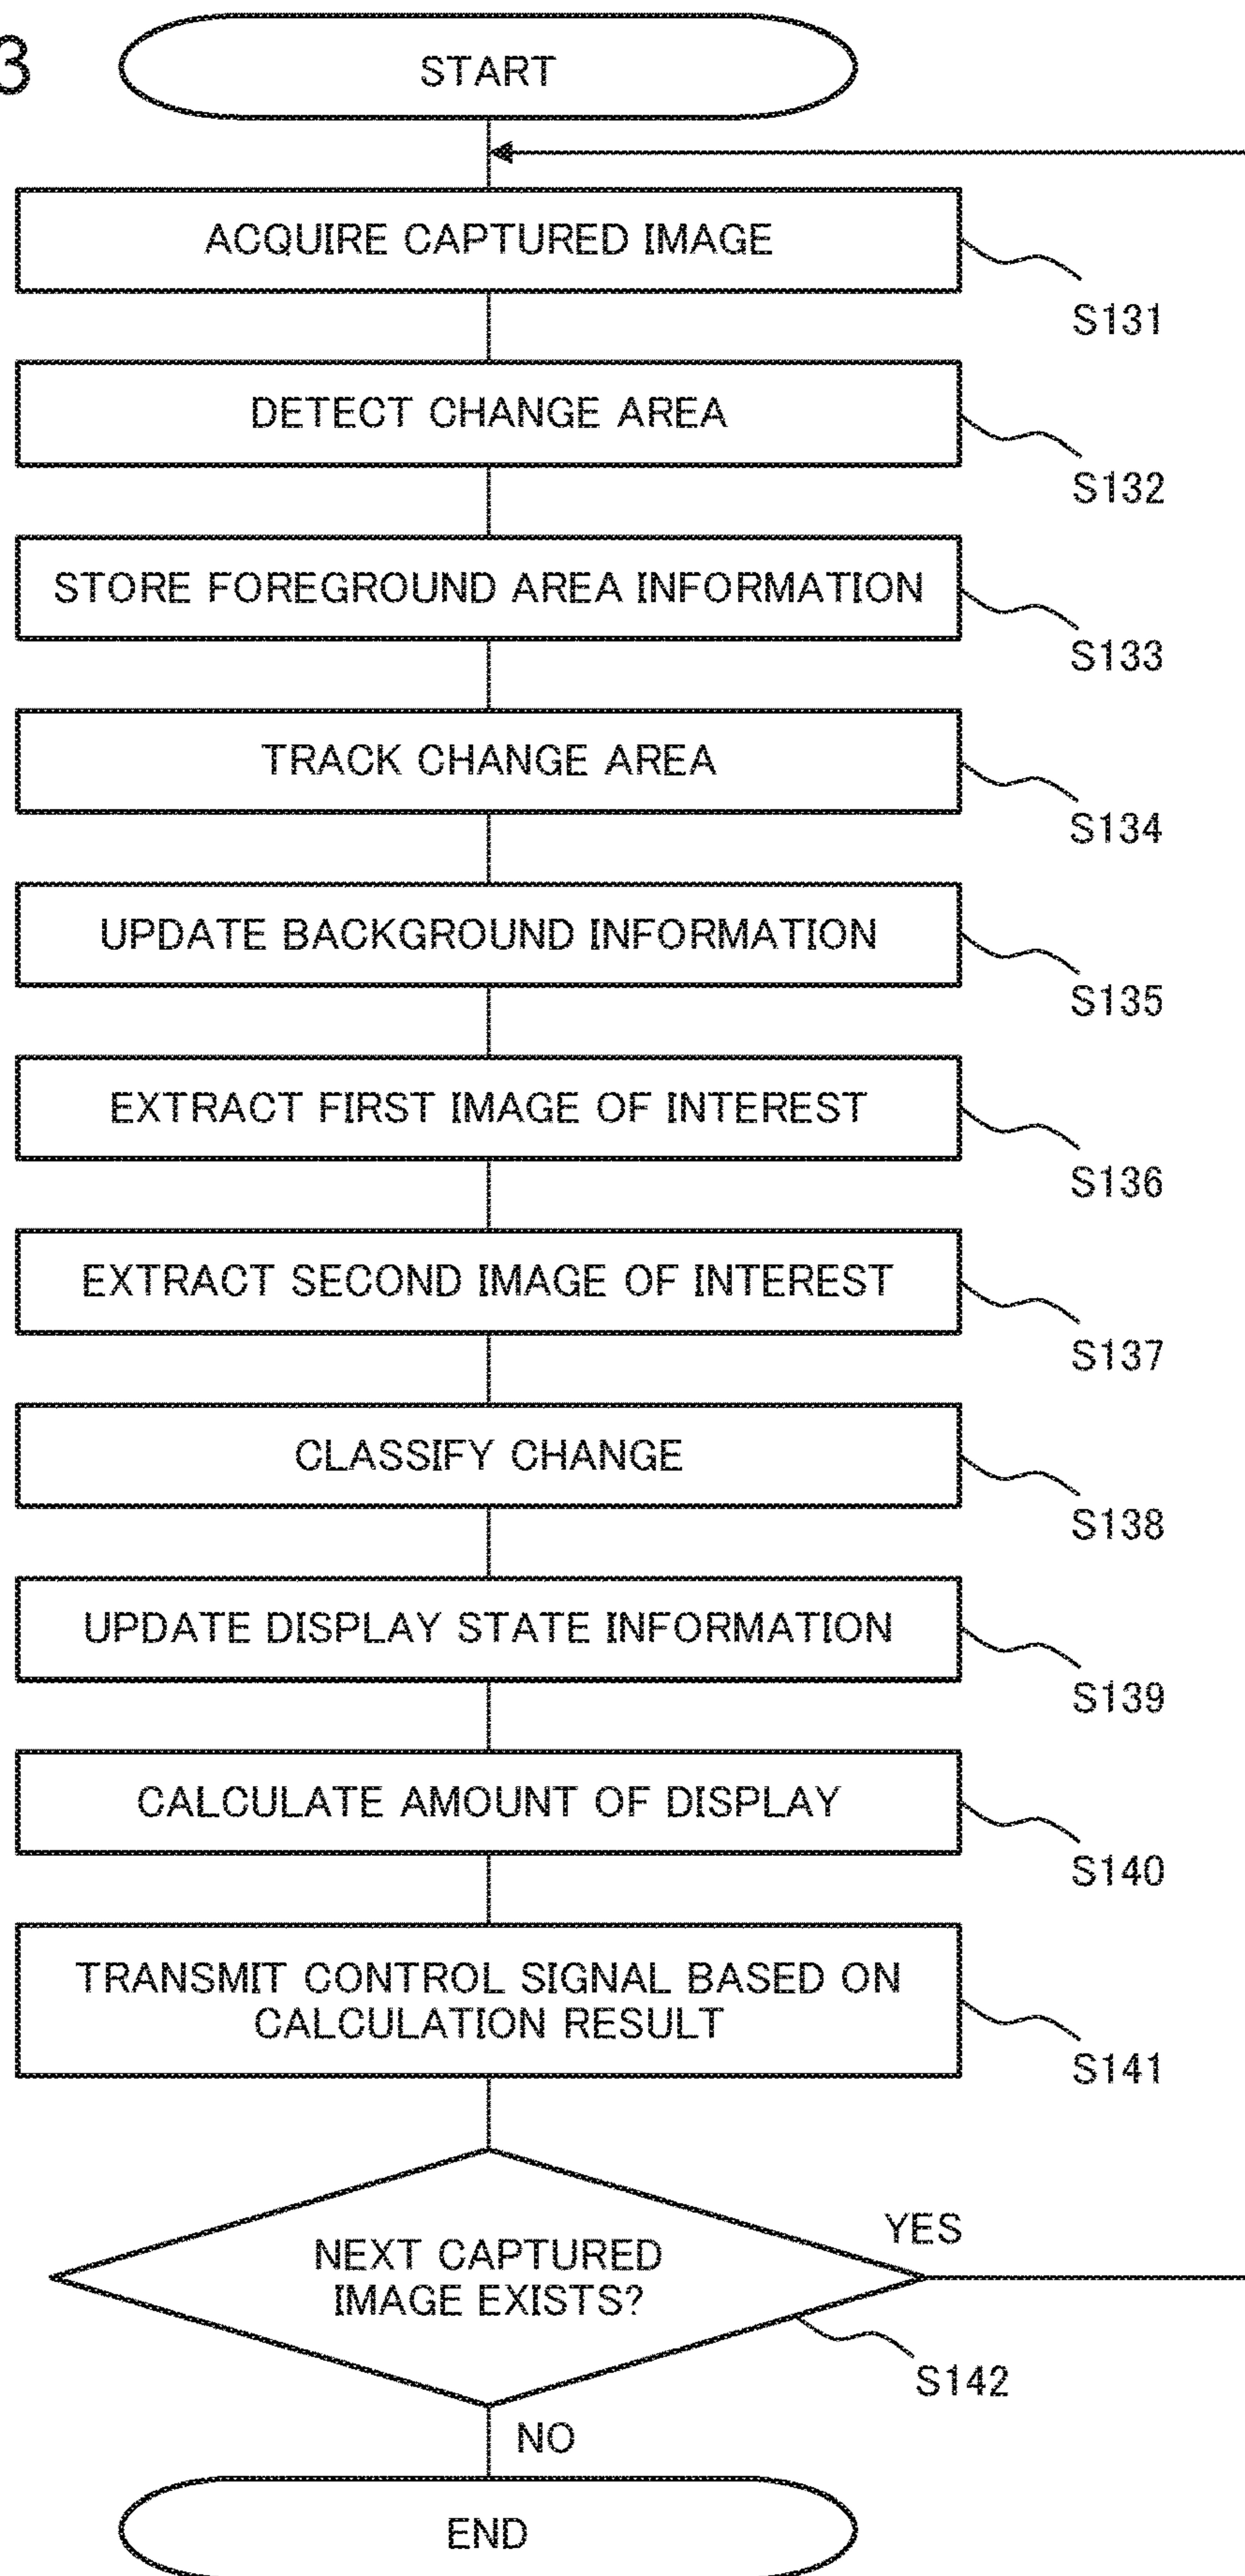 3
START
ACQUIRE CAPTURED IMAGE
S131
DETECT CHANGE AREA
S132
STORE FOREGROUND AREA INFORMATION
S133
TRACK CHANGE AREA
S134
UPDATE BACKGROUND INFORMATION
S135
EXTRACT FIRST IMAGE OF INTEREST
S136
EXTRACT SECOND IMAGE OF INTEREST
S137
CLASSIFY CHANGE
S138
UPDATE DISPLAY STATE INFORMATION
S139
CALCULATE AMOUNT OF DISPLAY
S140
TRANSMIT CONTROL SIGNAL BASED ON
CALCULATION RESULT
S141
YES
NEXT CAPTURED
IMAGE EXISTS?
S142
NO
END